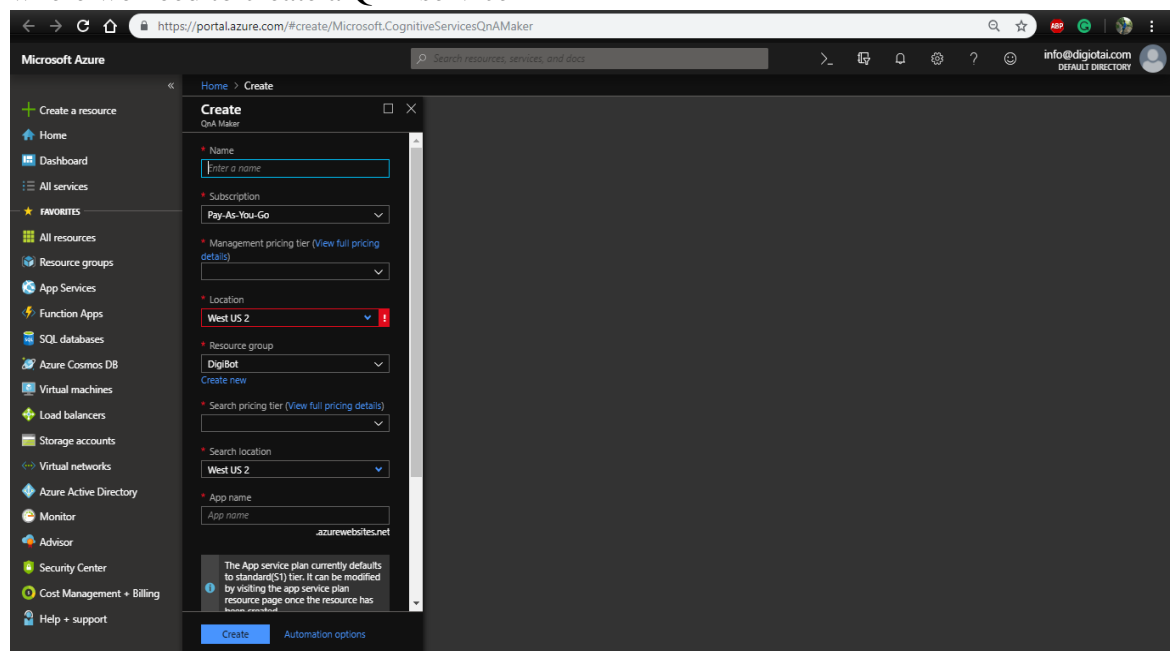 https://portal.azure.com/#create/Microsoft.CognitiveServicesQnAMaker
ABP
Microsoft Azure
Search resources, services, and docs
info@digiotai.com
DEFAULT DIRECTORY
Home > Create
Create a resource
Home
Dashboard
All services
FAVORITES
All resources
Resource groups
App Services
Function Apps
SQL databases
Azure Cosmos DB
Virtual machines
Load balancers
Storage accounts
Virtual networks
Azure Active Directory
Monitor
Advisor
Security Center
Cost Management + Billing
Help + support
Create
QnA Maker
* Name
Enter a name
* Subscription
Pay-As-You-Go
* Management pricing tier (View full pricing
details)
* Location
West US 2
* Resource group
DigiBot
Create new
* Search pricing tier (View full pricing details)
* Search location
West US 2
* App name
App name
.azurewebsites.net
The App service plan currently defaults
to standard(S1) tier. It can be modified
by visiting the app service plan
resource page once the resource has
Create
Automation options